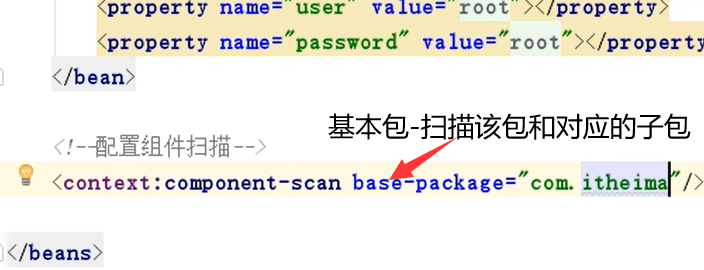 <property name="user" value="root"></property>
<property name="password" value="root"></property
</bean>
基本包-扫描该包和对应的子包
<!--配置组件扫描-->
<context:component-scan base-package="com.itheima"/>
</beans>